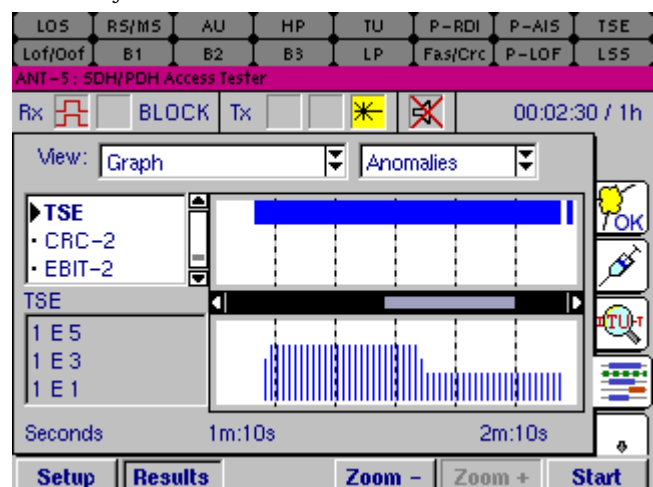 LOS RS/MS AU HP TU P-RDI P-AIS TSE
Lof/Oof B1 B2 B3 LP Fas/Crc P-LOF LSS
ANT-5: SDH/PDH Access Tester
Rx BLOCK Tx 00:02:30 / 1h
View: Graph Anomalies
TSE
CRC-2
EBIT-2
OK
TSE
1 E 5
1 E 3
1 E 1
ITU-T
Seconds 1m:10s 2m:10s
Setup Results Zoom - Zoom + Start